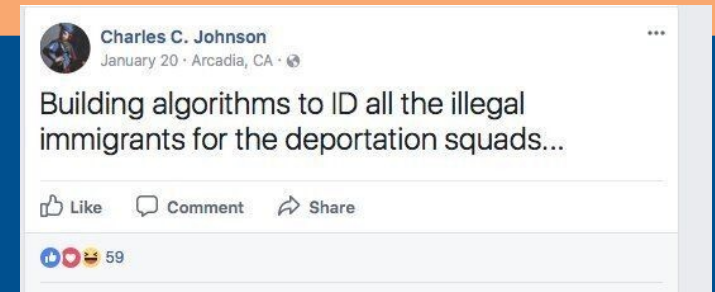 Charles C. Johnson
January 20 · Arcadia, CA ·
Building algorithms to ID all the illegal
immigrants for the deportation squads...
Like Comment Share
59